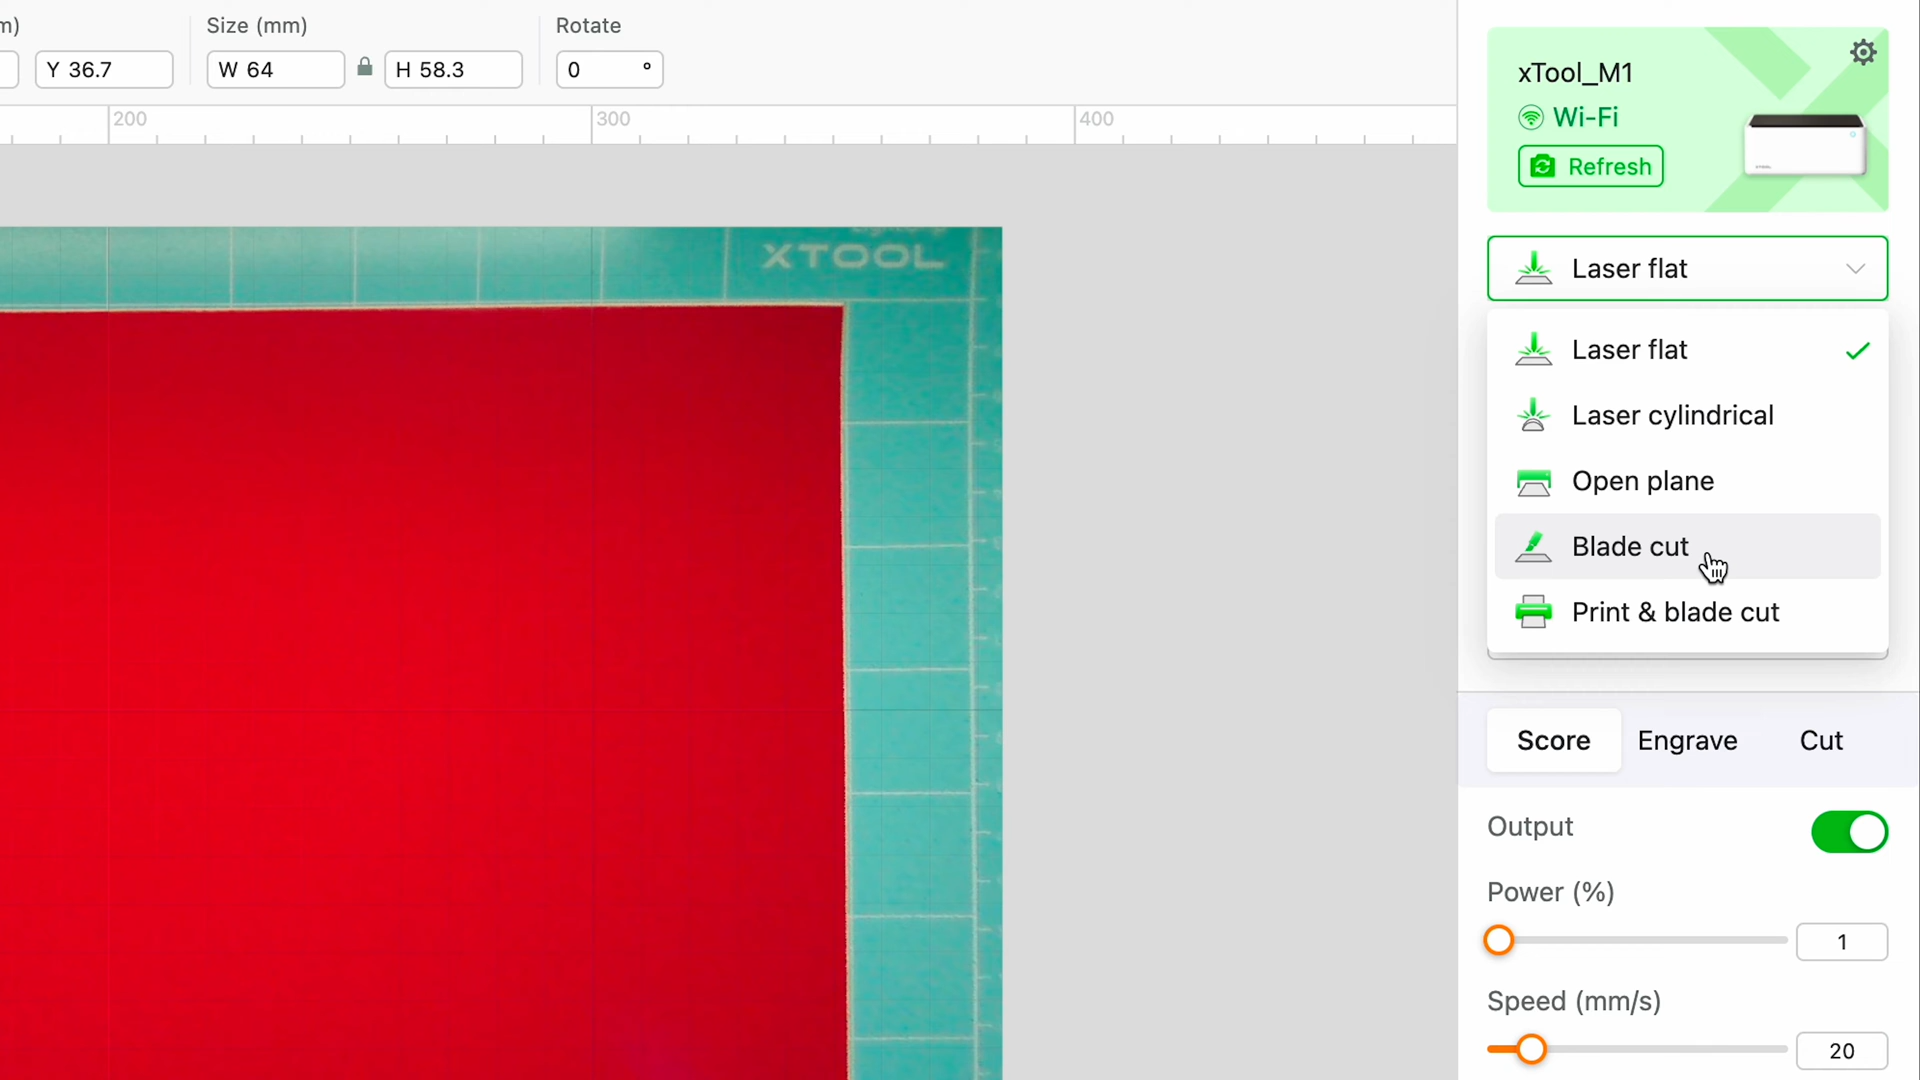 m)
Size (mm)
Rotate
Y 36.7
W 64
H 58.3
0 °
200
300
400
XTOOL
xTool_M1
Wi-Fi
Refresh
Laser flat
Laser flat
Laser cylindrical
Open plane
Blade cut
Print & blade cut
Score
Engrave
Cut
Output
Power (%)
1
Speed (mm/s)
20